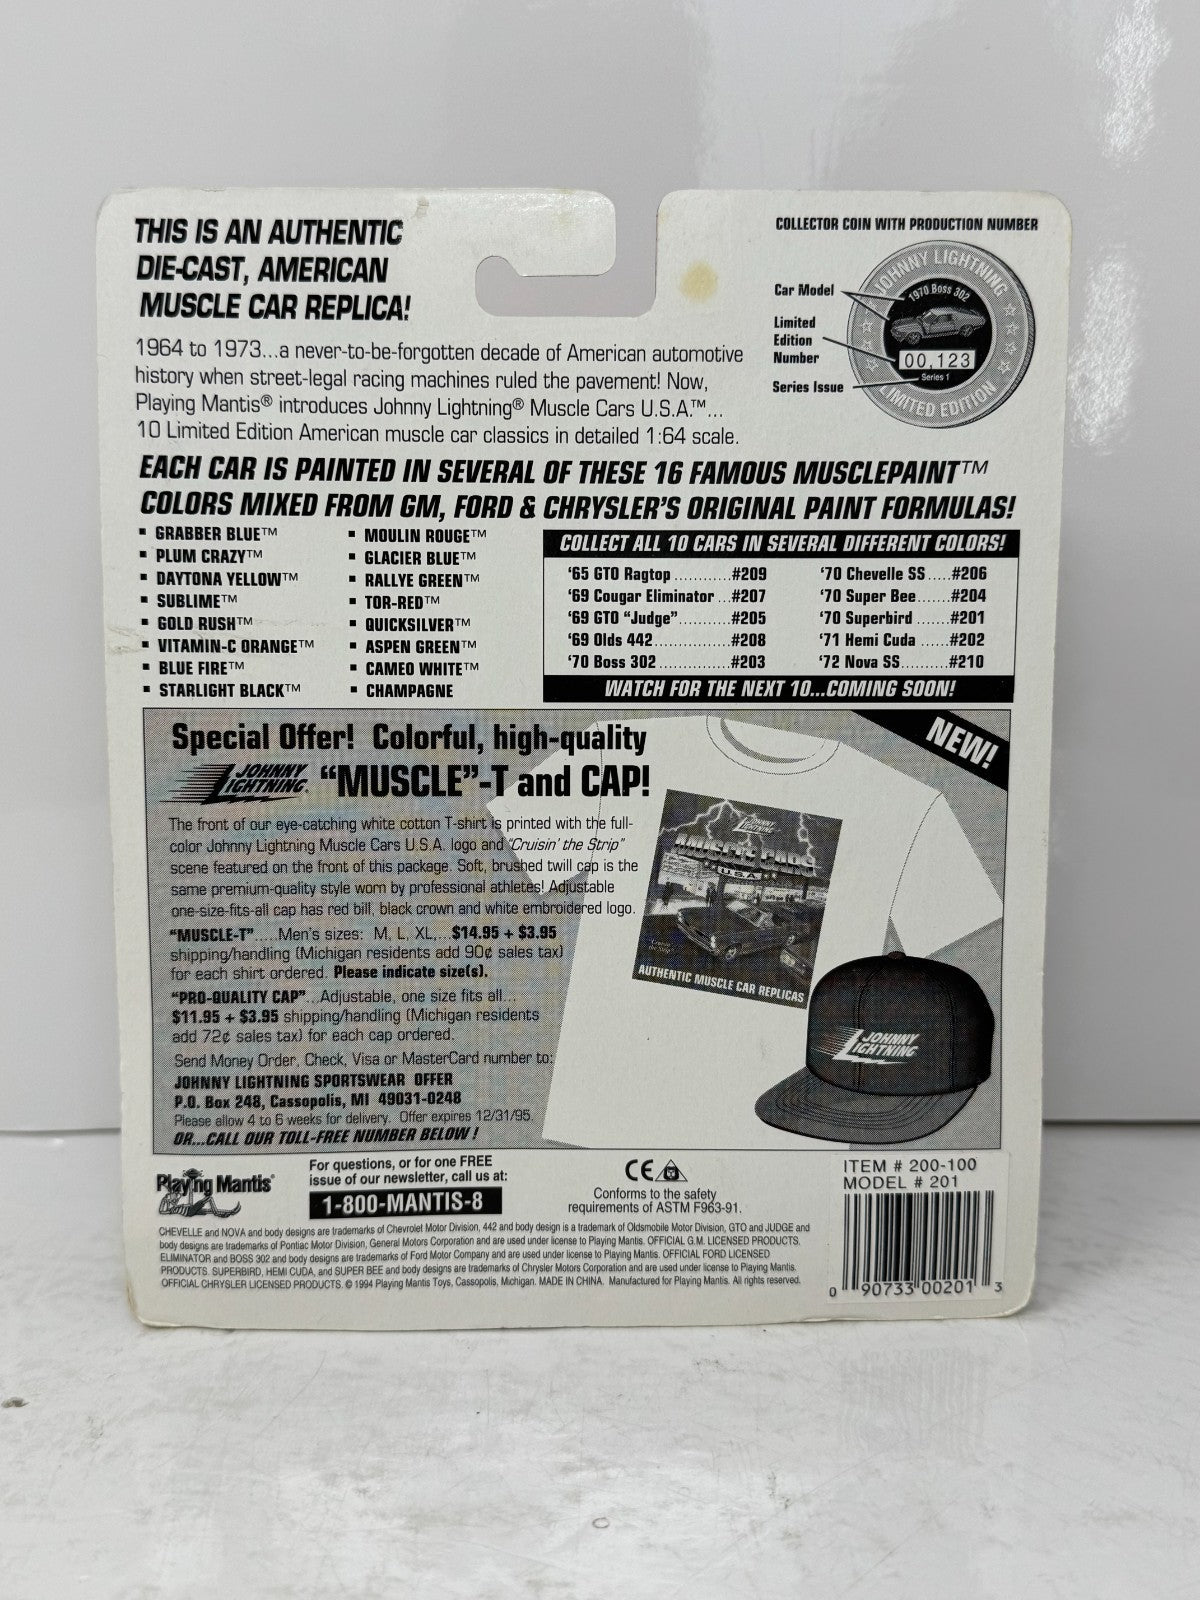 THIS IS AN AUTHENTIC
DIE-CAST, AMERICAN
MUSCLE CAR REPLICA!
1964 to 1973...a never-to-be-forgotten decade of American automotive
history when street-legal racing machines ruled the pavement! Now,
Playing Mantis® introduces Johnny Lightning® Muscle Cars U.S.A.™...
10 Limited Edition American muscle car classics in detailed 1:64 scale.
COLLECTOR COIN WITH PRODUCTION NUMBER
Car Model
Limited
Edition
Number
Series Issue
JOHNNY LIGHTNING
1970 Boss 302
00,123
Series 1
LIMITED EDITION
EACH CAR IS PAINTED IN SEVERAL OF THESE 16 FAMOUS MUSCLEPAINT™
COLORS MIXED FROM GM, FORD & CHRYSLER'S ORIGINAL PAINT FORMULAS!
▪ GRABBER BLUE™
▪ PLUM CRAZY™
▪ DAYTONA YELLOW™
▪ SUBLIME™
▪ GOLD RUSH™
▪ VITAMIN-C ORANGE™
▪ BLUE FIRE™
▪ STARLIGHT BLACK™
▪ MOULIN ROUGE™
▪ GLACIER BLUE™
▪ RALLYE GREEN™
▪ TOR-RED™
▪ QUICKSILVER™
▪ ASPEN GREEN™
▪ CAMEO WHITE™
▪ CHAMPAGNE
COLLECT ALL 10 CARS IN SEVERAL DIFFERENT COLORS!
'65 GTO Ragtop ............#209
'69 Cougar Eliminator ...#207
'69 GTO "Judge"............#205
'69 Olds 442..................#208
'70 Boss 302 .................#203
'70 Chevelle SS .....#206
'70 Super Bee.......#204
'70 Superbird .......#201
'71 Hemi Cuda ......#202
'72 Nova SS..........#210
WATCH FOR THE NEXT 10...COMING SOON!
NEW!
Special Offer! Colorful, high-quality
JOHNNY LIGHTNING. "MUSCLE"-T and CAP!
The front of our eye-catching white cotton T-shirt is printed with the full-
color Johnny Lightning Muscle Cars U.S.A. logo and "Cruisin' the Strip"
scene featured on the front of this package. Soft, brushed twill cap is the
same premium-quality style worn by professional athletes! Adjustable
one-size-fits-all cap has red bill, black crown and white embroidered logo.
"MUSCLE-T".....Men's sizes: M, L, XL,...$14.95 + $3.95
shipping/handling (Michigan residents add 90¢ sales tax)
for each shirt ordered. Please indicate size(s).
"PRO-QUALITY CAP"...Adjustable, one size fits all...
$11.95 + $3.95 shipping/handling (Michigan residents
add 72¢ sales tax) for each cap ordered.
Send Money Order, Check, Visa or MasterCard number to:
JOHNNY LIGHTNING SPORTSWEAR OFFER
P.O. Box 248, Cassopolis, MI 49031-0248
Please allow 4 to 6 weeks for delivery. Offer expires 12/31/95.
OR...CALL OUR TOLL-FREE NUMBER BELOW!
JOHNNY LIGHTNING
MUSCLE CARS
U.S.A.
"Cruisin' the Strip"
AUTHENTIC MUSCLE CAR REPLICAS
JOHNNY LIGHTNING
Playing Mantis®
For questions, or for one FREE
issue of our newsletter, call us at:
1-800-MANTIS-8
CE
Conforms to the safety
requirements of ASTM F963-91.
ITEM # 200-100
MODEL # 201
0 90733 00201 3
CHEVELLE and NOVA and body designs are trademarks of Chevrolet Motor Division, 442 and body design is a trademark of Oldsmobile Motor Division, GTO and JUDGE and
body designs are trademarks of Pontiac Motor Division, General Motors Corporation and are used under license to Playing Mantis. OFFICIAL G.M. LICENSED PRODUCTS.
ELIMINATOR and BOSS 302 and body designs are trademarks of Ford Motor Company and are used under license to Playing Mantis. OFFICIAL FORD LICENSED
PRODUCTS. SUPERBIRD, HEMI CUDA, and SUPER BEE and body designs are trademarks of Chrysler Motors Corporation and are used under license to Playing Mantis.
OFFICIAL CHRYSLER LICENSED PRODUCTS. © 1994 Playing Mantis Toys, Cassopolis, Michigan. MADE IN CHINA. Manufactured for Playing Mantis. All rights reserved.